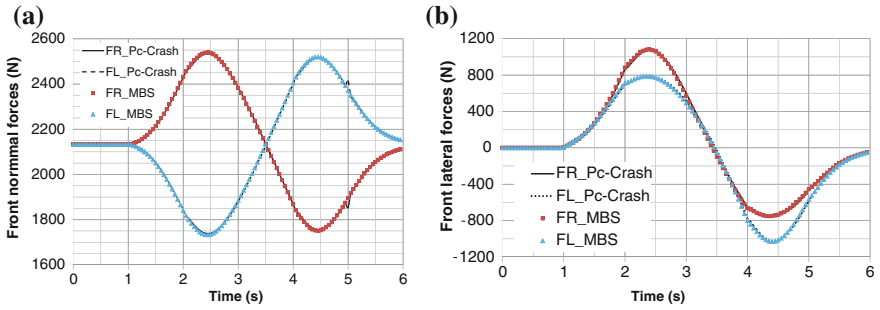 (a)
Front normmal forces (N)
2600
2400
2200
2000
1800
1600
FR_Pc-Crash
FL_Pc-Crash
FR_MBS
FL_MBS
0 1 2 3 4 5 6
Time (s)
(b)
Front lateral forces (N)
1200
800
400
0
-400
-800
-1200
FR_Pc-Crash
FL_Pc-Crash
FR_MBS
FL_MBS
0 1 2 3 4 5 6
Time (s)